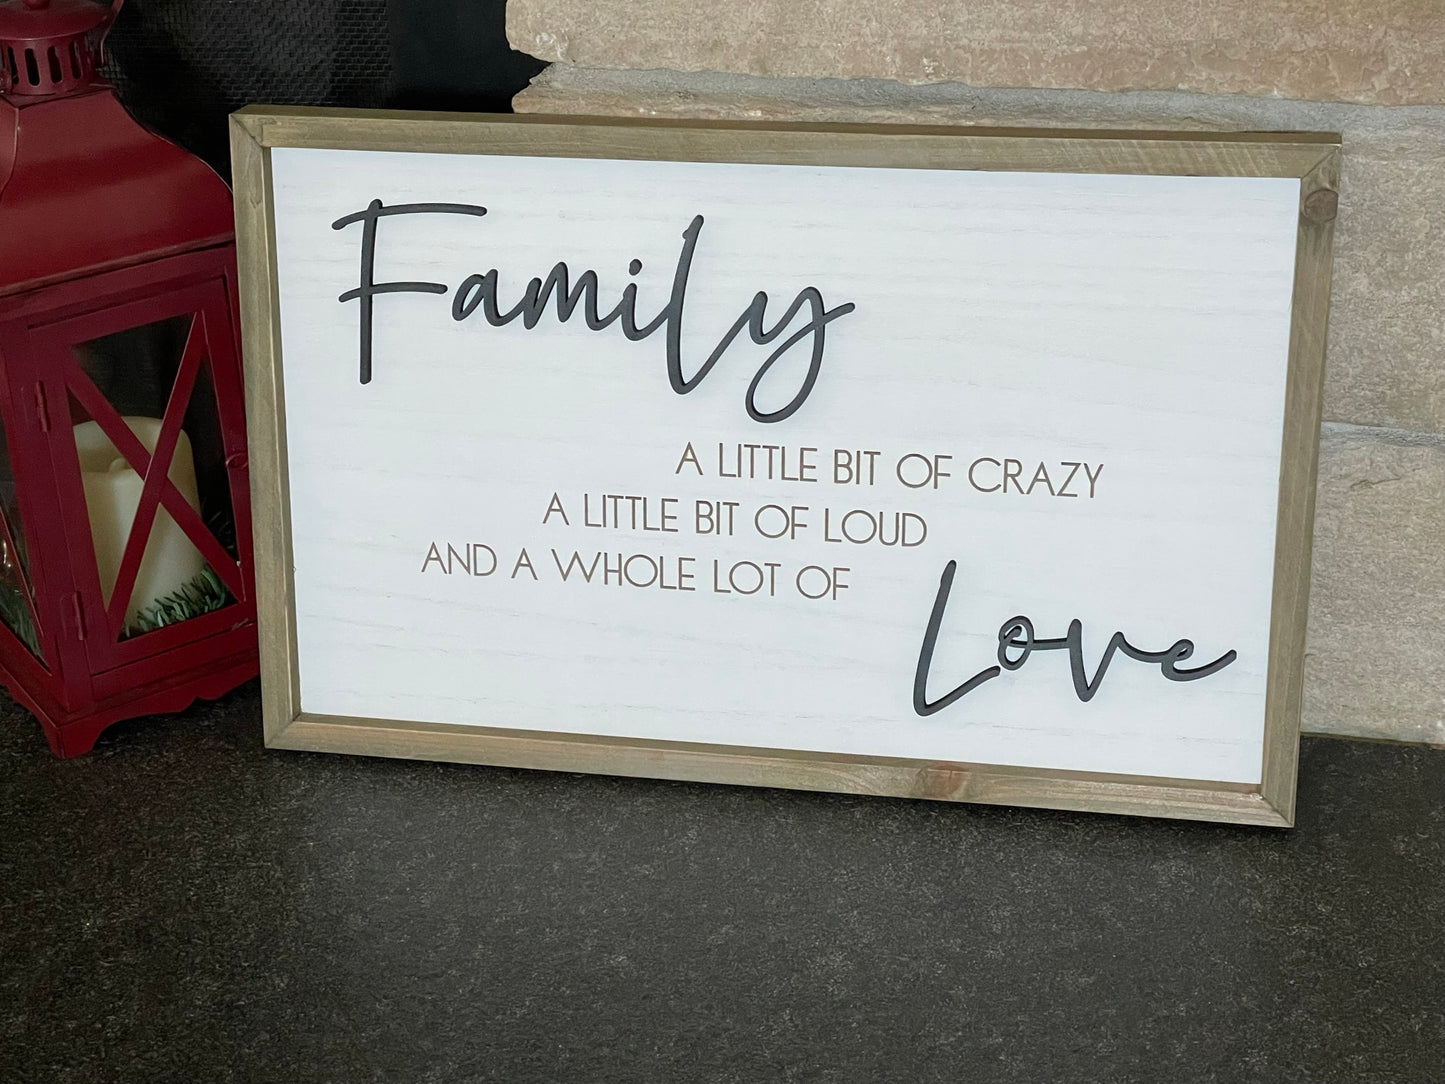 Family
A LITTLE BIT OF CRAZY
A LITTLE BIT OF LOUD
AND A WHOLE LOT OF
Love